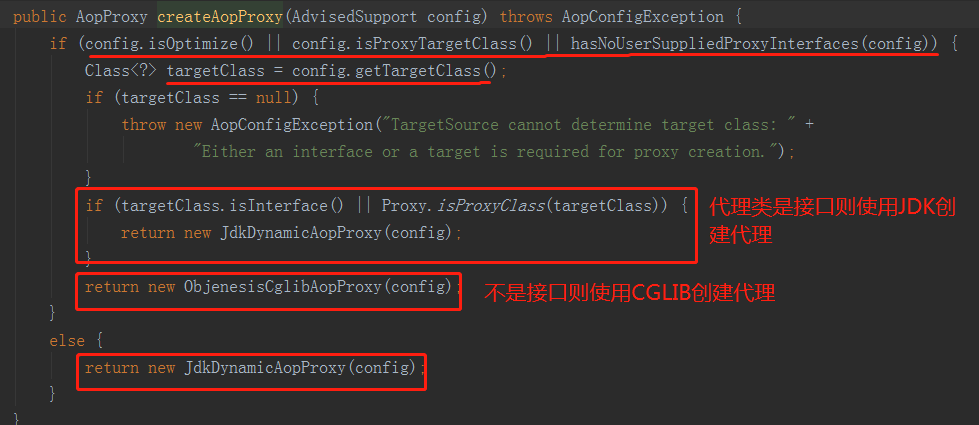 public AopProxy createAopProxy(AdvisedSupport config) throws AopConfigException {
if (config.isOptimize() || config.isProxyTargetClass() || hasNoUserSuppliedProxyInterfaces(config)) {
Class<?> targetClass = config.getTargetClass();
if (targetClass == null) {
throw new AopConfigException("TargetSource cannot determine target class: " +
"Either an interface or a target is required for proxy creation.");
}
if (targetClass.isInterface() || Proxy.isProxyClass(targetClass)) {
return new JdkDynamicAopProxy(config);
}
代理类是接口则使用JDK创
建代理
return new ObjenesisCglibAopProxy(config);
不是接口则使用CGLIB创建代理
}
else {
return new JdkDynamicAopProxy(config);
}
}